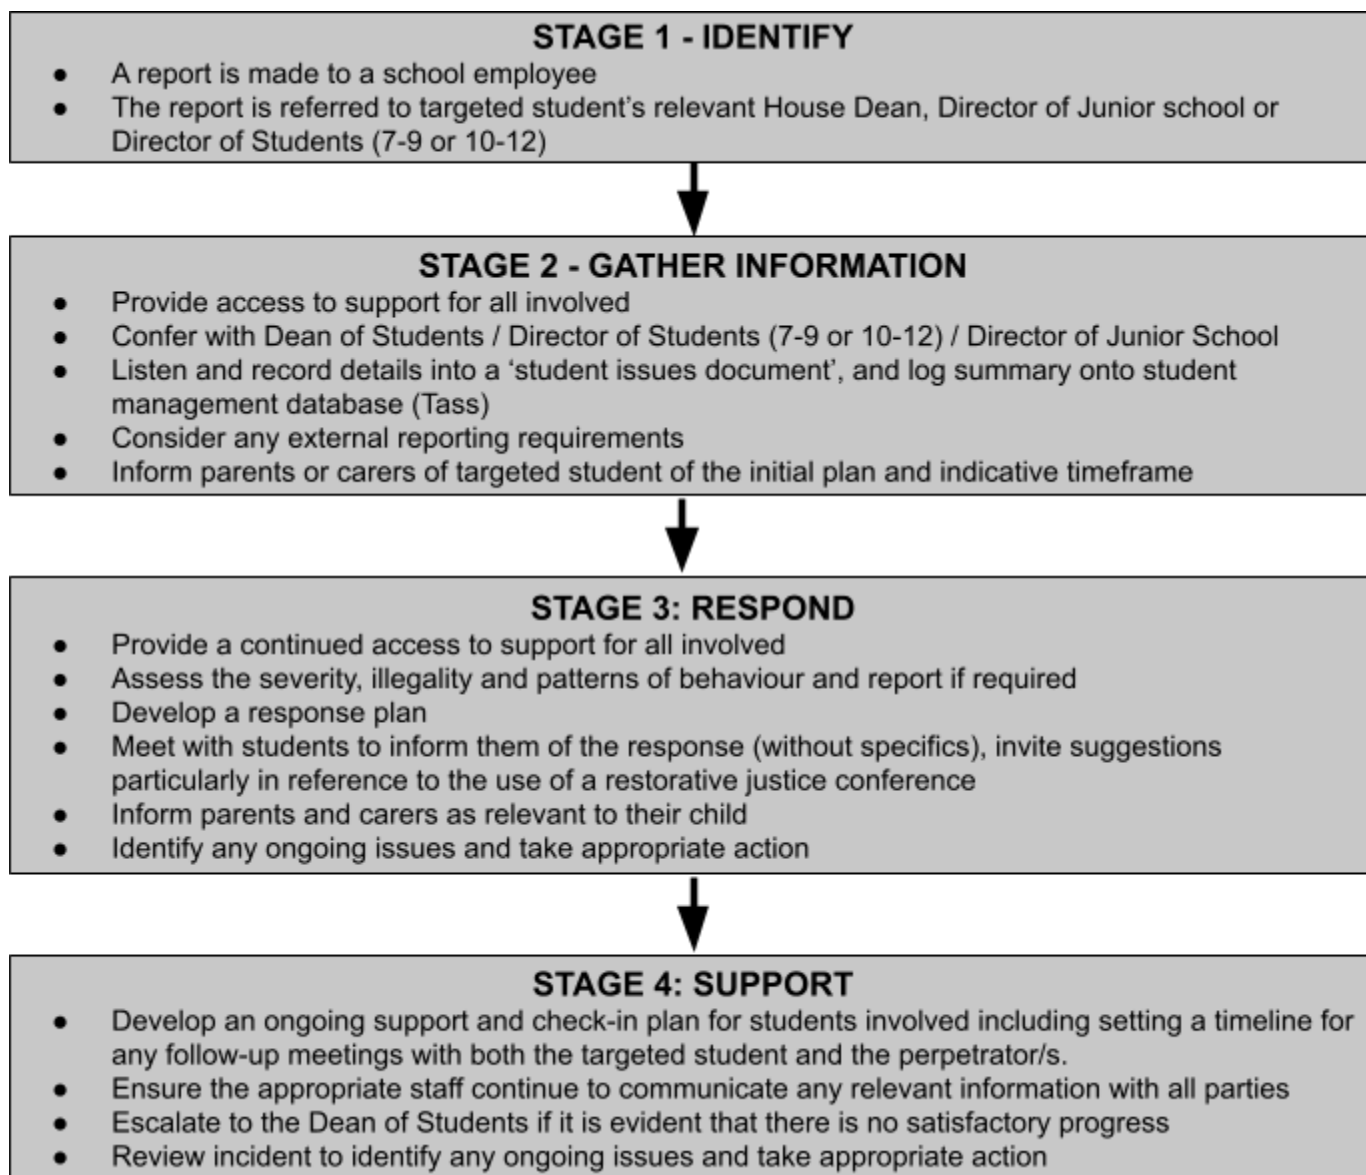 STAGE 1 - IDENTIFY
● A report is made to a school employee
● The report is referred to targeted student's relevant House Dean, Director of Junior school or
Director of Students (7-9 or 10-12)
STAGE 2 - GATHER INFORMATION
● Provide access to support for all involved
● Confer with Dean of Students / Director of Students (7-9 or 10-12) / Director of Junior School
● Listen and record details into a ‘student issues document’, and log summary onto student
management database (Tass)
● Consider any external reporting requirements
● Inform parents or carers of targeted student of the initial plan and indicative timeframe
STAGE 3: RESPOND
● Provide a continued access to support for all involved
● Assess the severity, illegality and patterns of behaviour and report if required
● Develop a response plan
● Meet with students to inform them of the response (without specifics), invite suggestions
particularly in reference to the use of a restorative justice conference
● Inform parents and carers as relevant to their child
● Identify any ongoing issues and take appropriate action
STAGE 4: SUPPORT
● Develop an ongoing support and check-in plan for students involved including setting a timeline for
any follow-up meetings with both the targeted student and the perpetrator/s.
● Ensure the appropriate staff continue to communicate any relevant information with all parties
● Escalate to the Dean of Students if it is evident that there is no satisfactory progress
● Review incident to identify any ongoing issues and take appropriate action